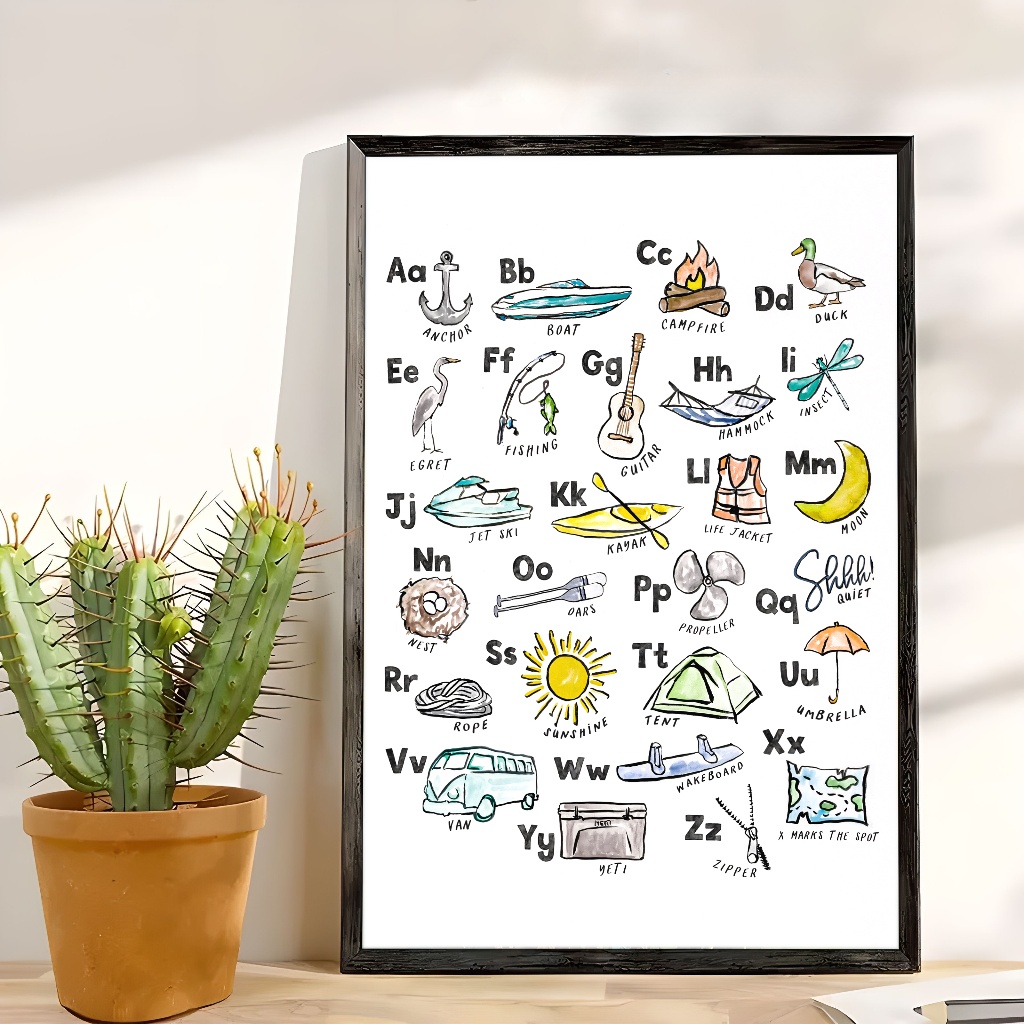 Aa
ANCHOR
Bb
BOAT
Cc
CAMPFIRE
Dd
DUCK
Ee
EGRET
Ff
FISHING
Gg
GUITAR
Hh
HAMMOCK
Ii
INSECT
Jj
JET SKI
Kk
KAYAK
Ll
LIFE JACKET
Mm
MOON
Nn
NEST
Oo
OARS
Pp
PROPELLER
Qq
Shhh!
QUIET
Rr
ROPE
Ss
SUNSHINE
Tt
TENT
Uu
UMBRELLA
Vv
VAN
Ww
WAKEBOARD
Xx
X MARKS THE SPOT
Yy
YETI
YETI
Zz
ZIPPER